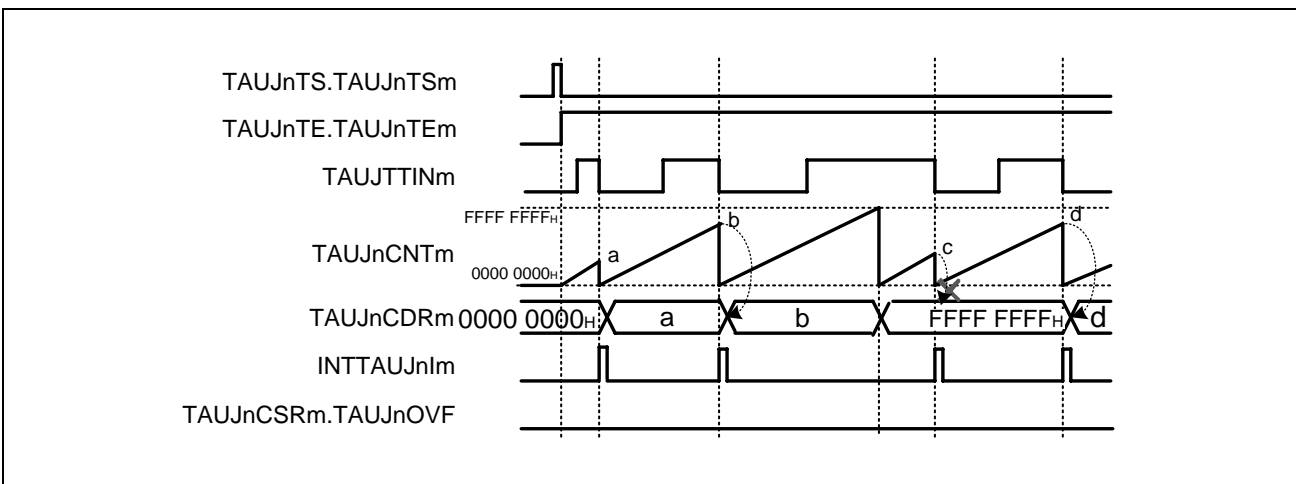 TAUJnTS.TAUJnTSm
TAUJnTE.TAUJnTEm
TAUJTTINm
FFFF FFFFH
TAUJnCNTm
0000 0000H
a
b
c
d
TAUJnCDRm
0000 0000H
a
b
FFFF FFFFH
d
INTTAUJnIm
TAUJnCSRm.TAUJnOVF